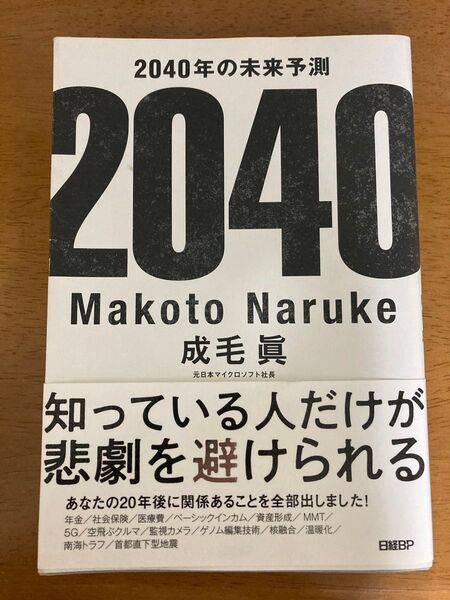 2040年の未来予測
2040
Makoto Naruke
成毛 眞
元日本マイクロソフト社長
知っている人だけが
悲劇を避けられる
あなたの20年後に関係あることを全部出しました!
年金/社会保険/医療費/ベーシックインカム/資産形成/MMT/
5G/空飛ぶクルマ/監視カメラ/ゲノム編集技術/核融合/温暖化/
南海トラフ/首都直下型地震
日経BP